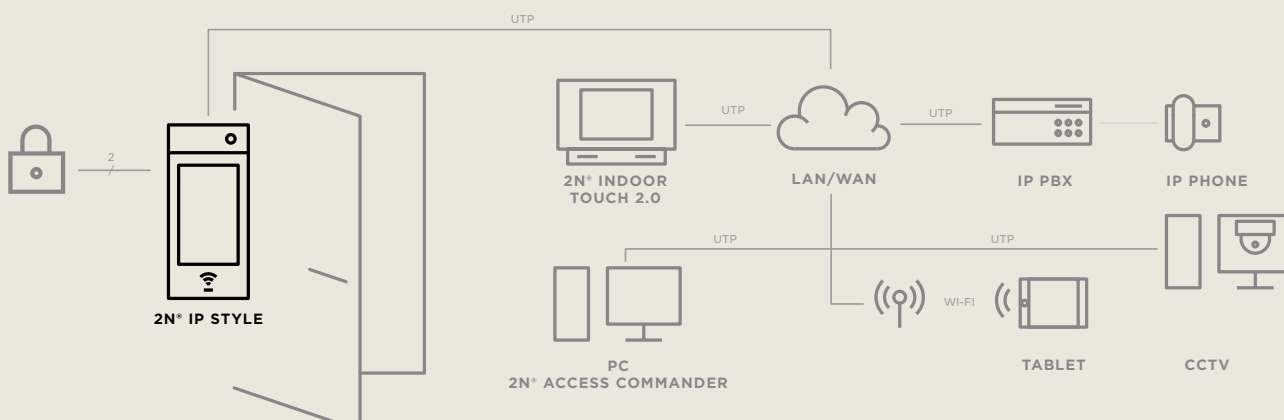 UTP
UTP
UTP
2
2N® INDOOR
TOUCH 2.0
LAN/WAN
IP PBX
IP PHONE
UTP
UTP
WI-FI
2N® IP STYLE
PC
2N® ACCESS COMMANDER
TABLET
CCTV